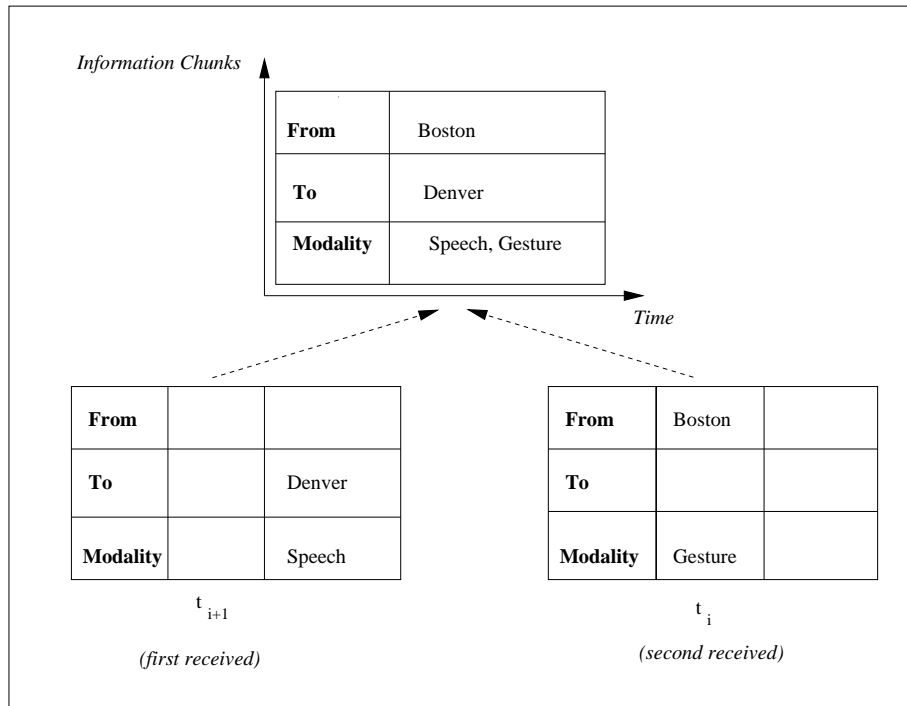 Information Chunks
From Boston
To Denver
Modality Speech, Gesture
Time
From
To Denver
Modality Speech
t i+1
(first received)
From Boston
To
Modality Gesture
t i
(second received)